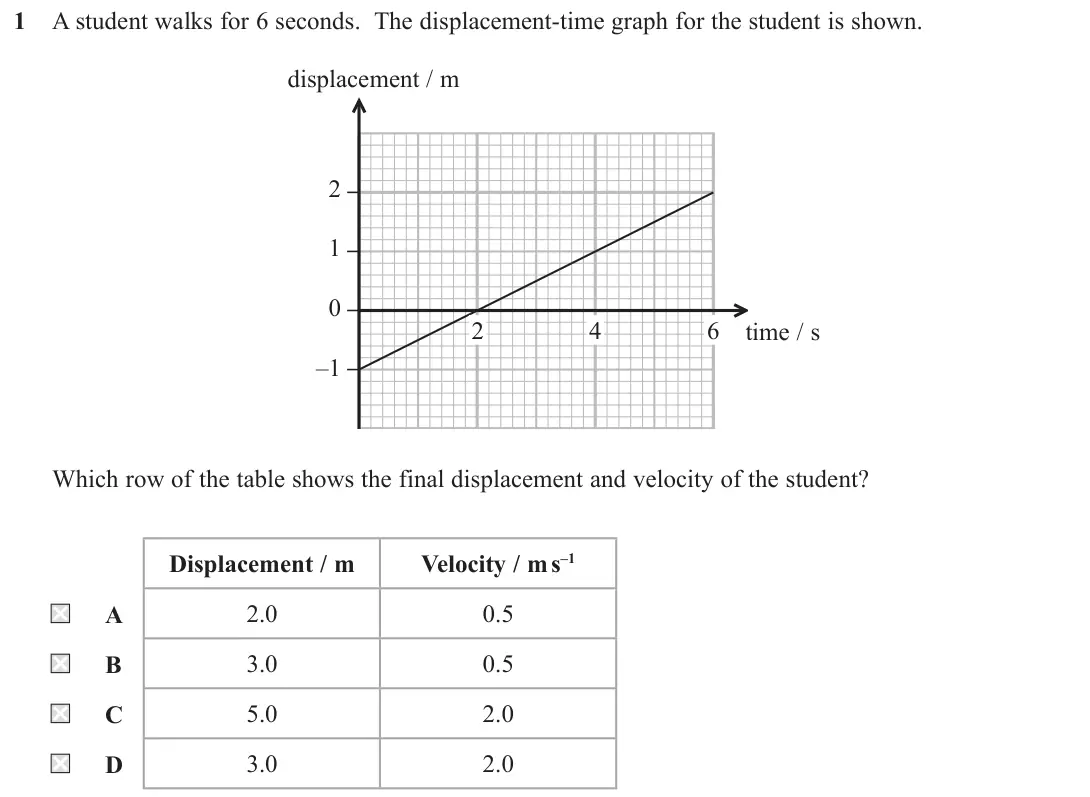 1 A student walks for 6 seconds. The displacement-time graph for the student is shown.
displacement / m
2
1
0
2 4 6 time / s
–1
Which row of the table shows the final displacement and velocity of the student?
Displacement / m Velocity / m s⁻¹
A 2.0 0.5
B 3.0 0.5
C 5.0 2.0
D 3.0 2.0